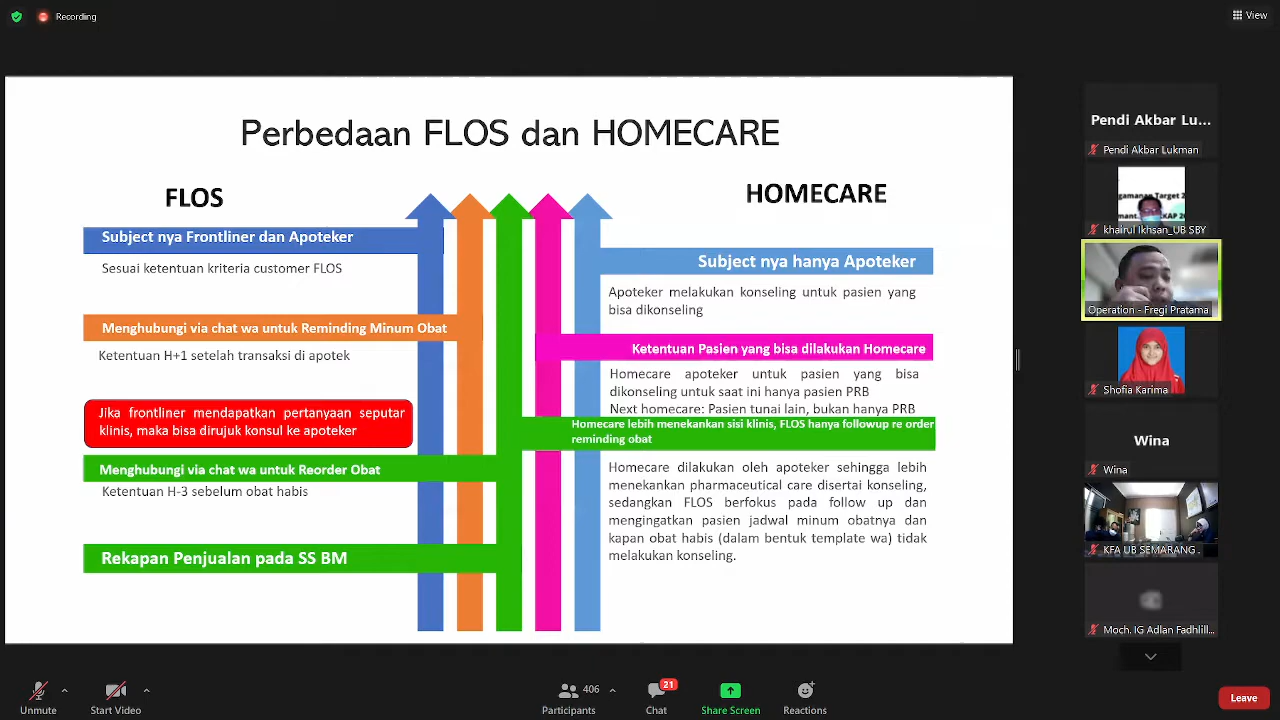 Recording
View
Perbedaan FLOS dan HOMECARE
FLOS
HOMECARE
Subject nya Frontliner dan Apoteker
Sesuai ketentuan kriteria customer FLOS
Menghubungi via chat wa untuk Reminding Minum Obat
Ketentuan H+1 setelah transaksi di apotek
Jika frontliner mendapatkan pertanyaan seputar
klinis, maka bisa dirujuk konsul ke apoteker
Menghubungi via chat wa untuk Reorder Obat
Ketentuan H-3 sebelum obat habis
Rekapan Penjualan pada SS BM
Subject nya hanya Apoteker
Apoteker melakukan konseling untuk pasien yang
bisa dikonseling
Ketentuan Pasien yang bisa dilakukan Homecare
Homecare apoteker untuk pasien yang bisa
dikonseling untuk saat ini hanya pasien PRB
Next homecare: Pasien tunai lain, bukan hanya PRB
Homecare lebih menekankan sisi klinis, FLOS hanya followup re order
reminding obat
Homecare dilakukan oleh apoteker sehingga lebih
menekankan pharmaceutical care disertai konseling,
sedangkan FLOS berfokus pada follow up dan
mengingatkan pasien jadwal minum obatnya dan
kapan obat habis (dalam bentuk template wa) tidak
melakukan konseling.
Pendi Akbar Lu...
Pendi Akbar Lukman
gamanan Target 2
mant. KAP 20
khairul Ikhsan_UB SBY
Operation - Fregi Pratama
Shofia Karima
Wina
Wina
KFA UB SEMARANG...
Moch. IG Adlan Fadhlill...
Unmute
Start Video
406
Participants
21
Chat
Share Screen
Reactions
Leave